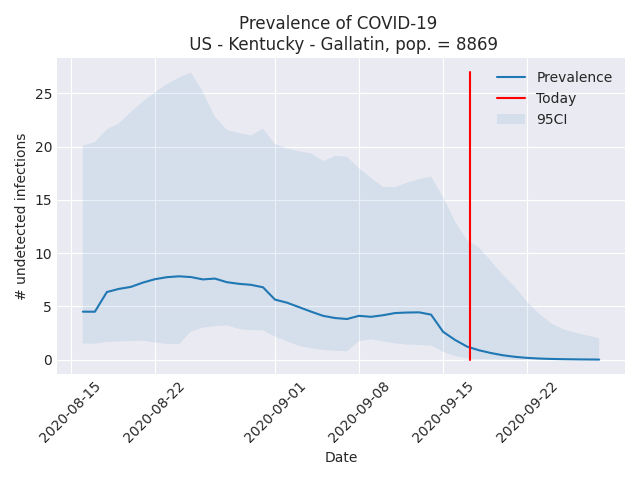 Prevalence of COVID-19
US - Kentucky - Gallatin, pop. = 8869
Prevalence
Today
95CI
# undetected infections
25
20
15
10
5
0
2020-08-15
2020-08-22
2020-09-01
2020-09-08
2020-09-15
2020-09-22
Date